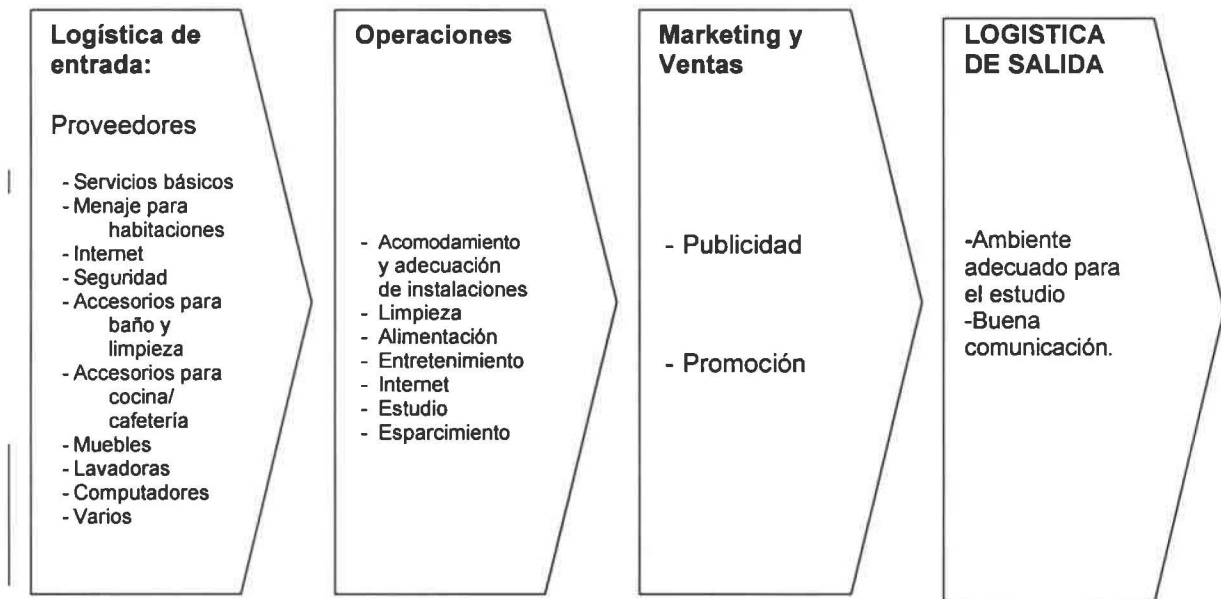 Logística de
entrada:
Proveedores
- Servicios básicos
- Menaje para
habitaciones
- Internet
- Seguridad
- Accesorios para
baño y
limpieza
- Accesorios para
cocina/
cafetería
- Muebles
- Lavadoras
- Computadores
- Varios
Operaciones
- Acomodamiento
y adecuación
de instalaciones
- Limpieza
- Alimentación
- Entretenimiento
- Internet
- Estudio
- Esparcimiento
Marketing y
Ventas
- Publicidad
- Promoción
LOGISTICA
DE SALIDA
-Ambiente
adecuado para
el estudio
-Buena
comunicación.